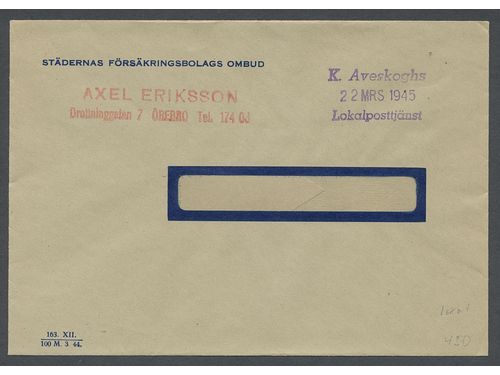 STÄDERNAS FÖRSÄKRINGSBOLAGS OMBUD
AXEL ERIKSSON
Drottninggatan 7 ÖREBRO Tel. 174 03
K. Aveskoghs
22 MRS 1945
Lokalposttjänst
163. XII.
100 M. 3 44.
450